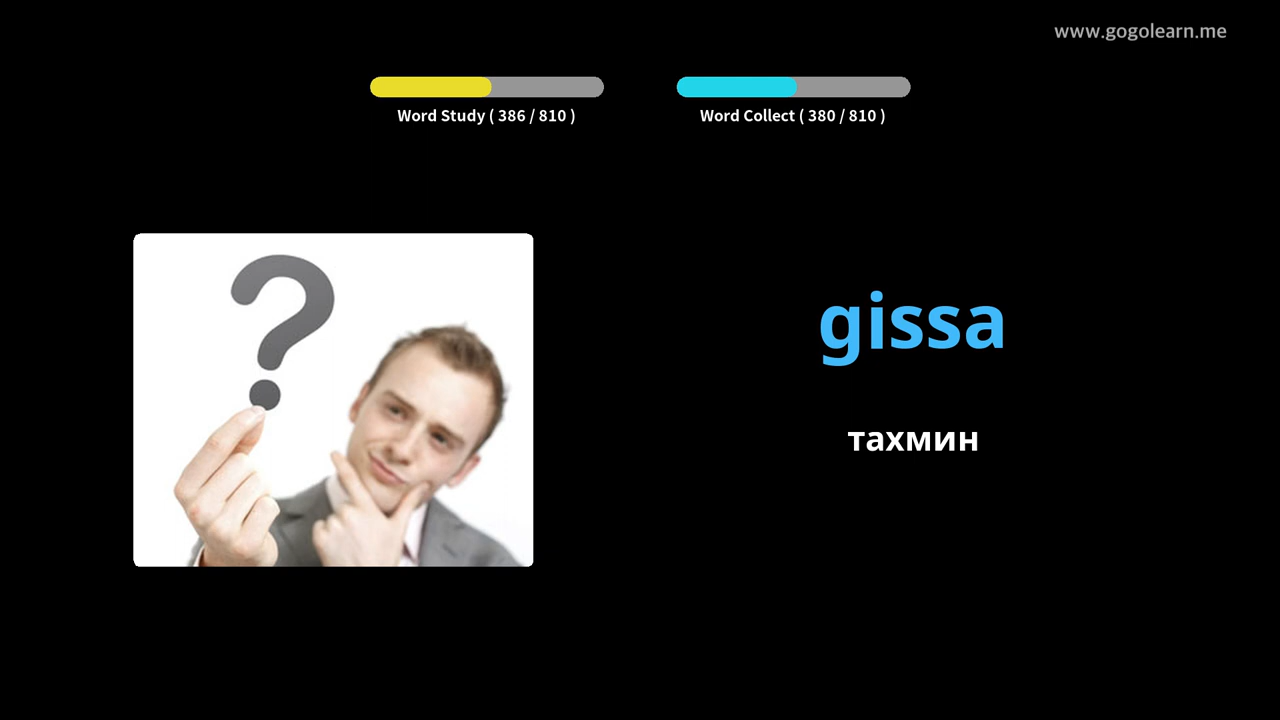 www.gogolearn.me
Word Study ( 386 / 810 )
Word Collect ( 380 / 810 )
?
gissa
тахмин